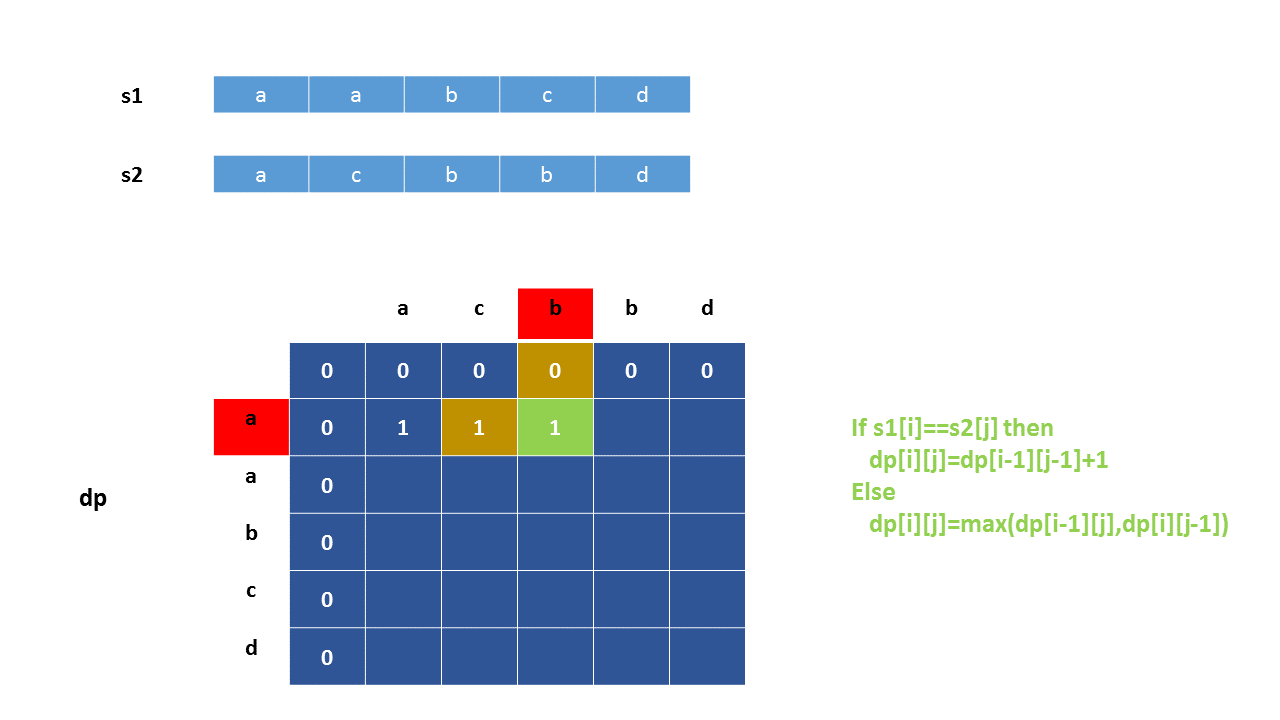 s1 a a b c d
s2 a c b b d
a c b b d
0 0 0 0 0 0
a 0 1 1 1
a 0
dp
b 0
c 0
d 0
If s1[i]==s2[j] then
dp[i][j]=dp[i-1][j-1]+1
Else
dp[i][j]=max(dp[i-1][j],dp[i][j-1])